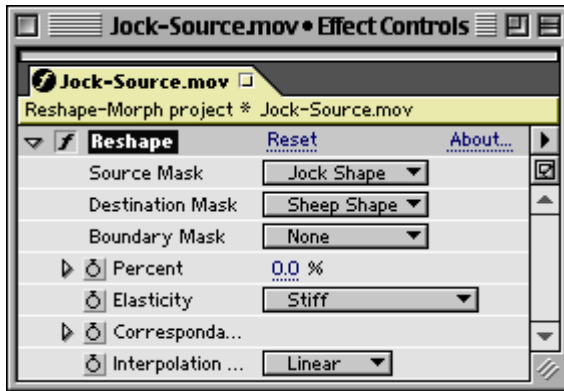 Jock-Source.mov • Effect Controls
Jock-Source.mov
Reshape-Morph project * Jock-Source.mov
Reshape Reset About...
Source Mask Jock Shape
Destination Mask Sheep Shape
Boundary Mask None
Percent 0.0 %
Elasticity Stiff
Corresponda...
Interpolation ... Linear